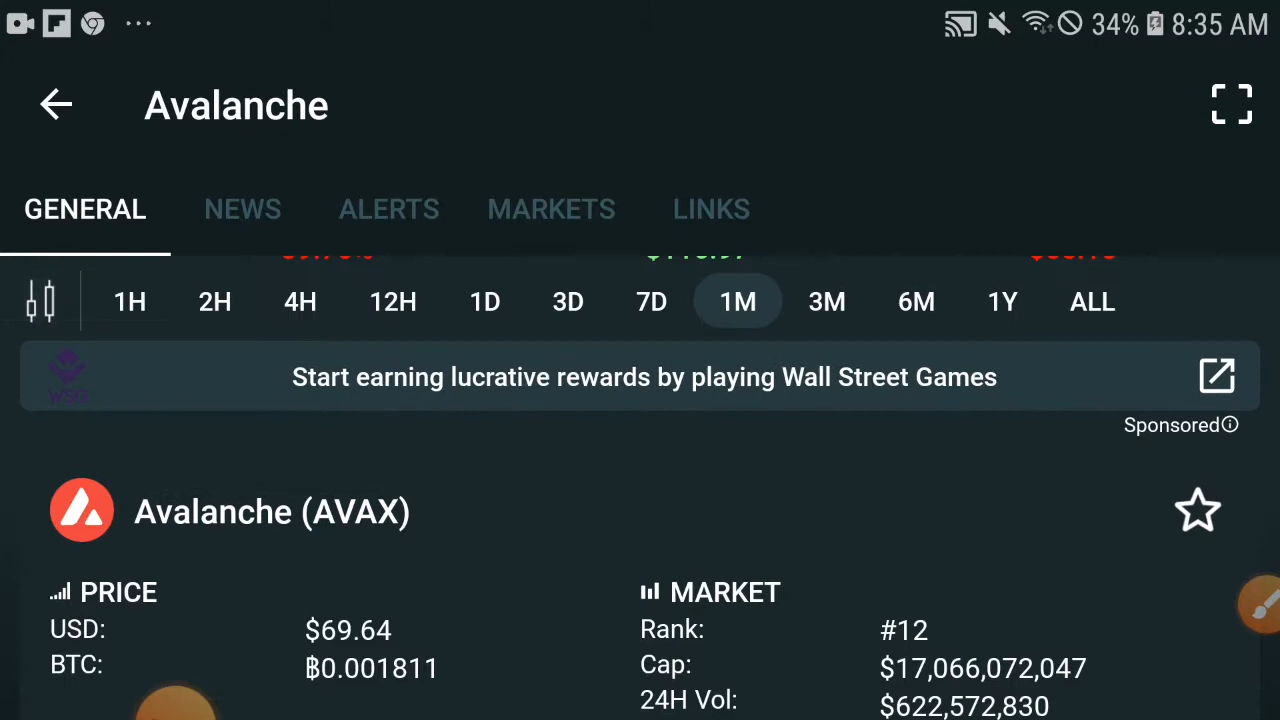 34% 8:35 AM
Avalanche
GENERAL NEWS ALERTS MARKETS LINKS
1H 2H 4H 12H 1D 3D 7D 1M 3M 6M 1Y ALL
Start earning lucrative rewards by playing Wall Street Games
Sponsored
Avalanche (AVAX)
PRICE
USD: $69.64
BTC: ₿0.001811
MARKET
Rank: #12
Cap: $17,066,072,047
24H Vol: $622,572,830